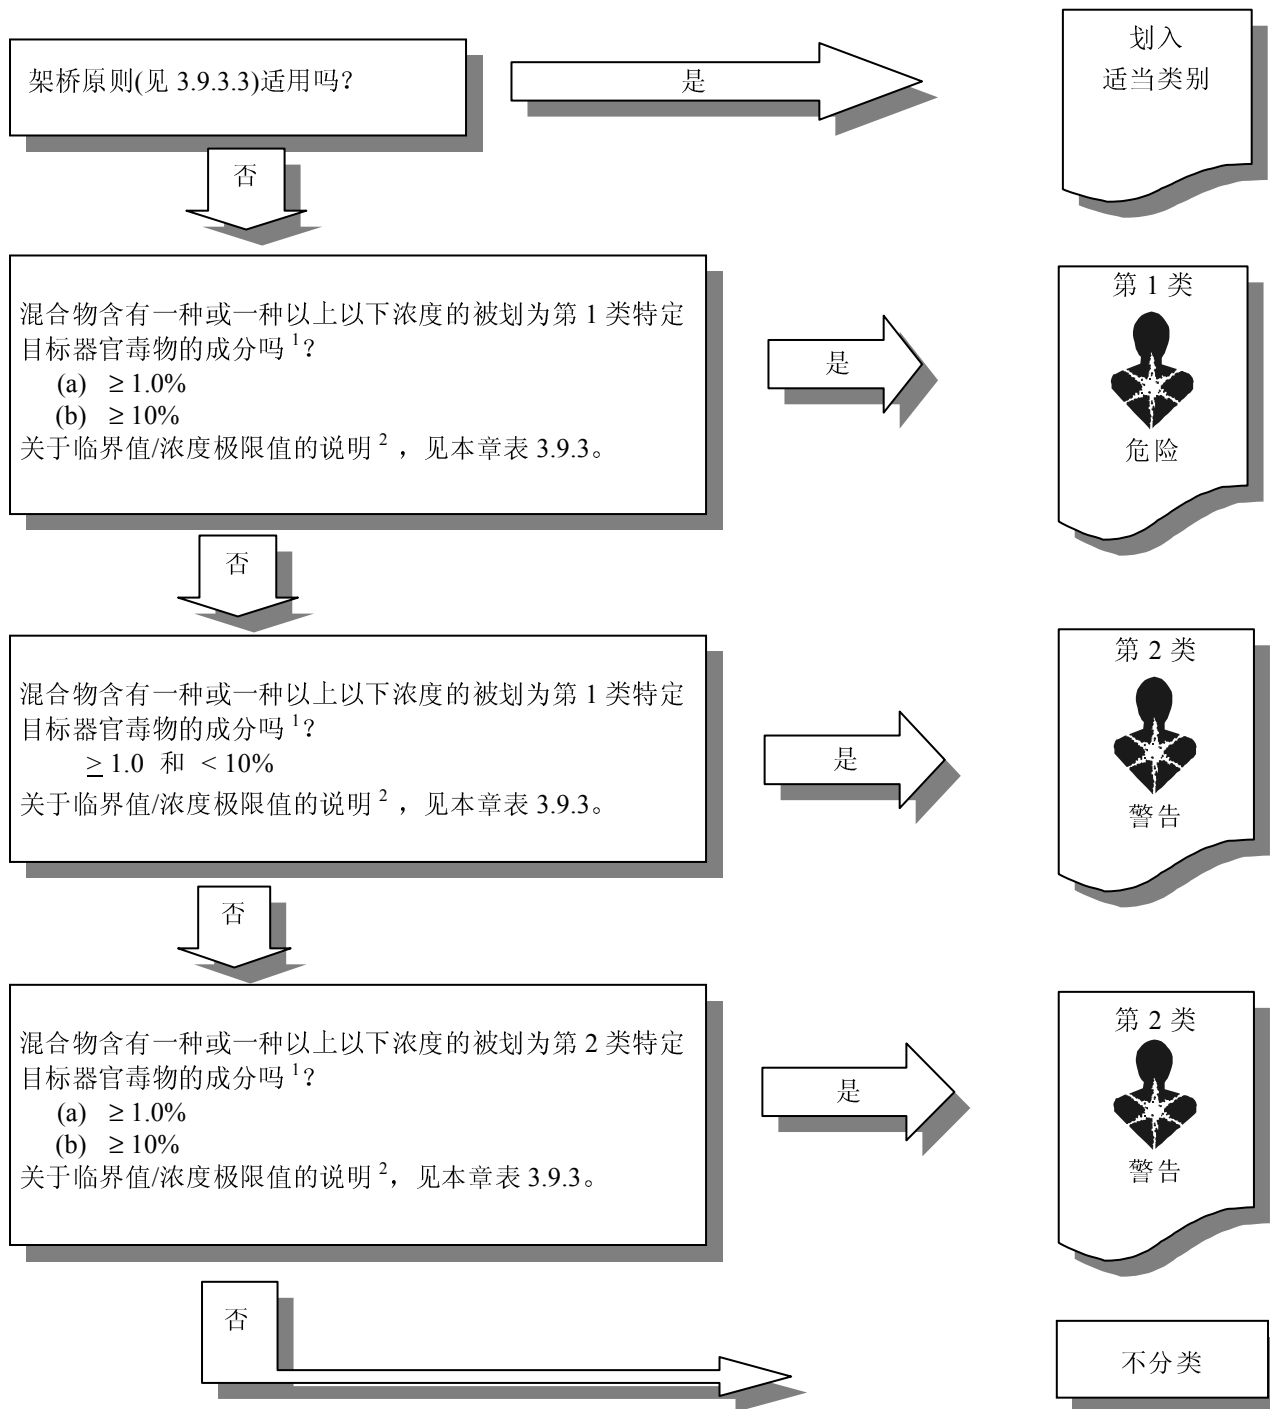 架桥原则(见 3.9.3.3)适用吗?
是
划入
适当类别
否
混合物含有一种或一种以上以下浓度的被划为第 1 类特定
目标器官毒物的成分吗 1?
(a) ≥ 1.0%
(b) ≥ 10%
关于临界值/浓度极限值的说明 2 ，见本章表 3.9.3。
是
第 1 类
危险
否
混合物含有一种或一种以上以下浓度的被划为第 1 类特定
目标器官毒物的成分吗 1?
≥ 1.0 和 < 10%
关于临界值/浓度极限值的说明 2 ，见本章表 3.9.3。
是
第 2 类
警告
否
混合物含有一种或一种以上以下浓度的被划为第 2 类特定
目标器官毒物的成分吗 1?
(a) ≥ 1.0%
(b) ≥ 10%
关于临界值/浓度极限值的说明 2，见本章表 3.9.3。
是
第 2 类
警告
否
不分类